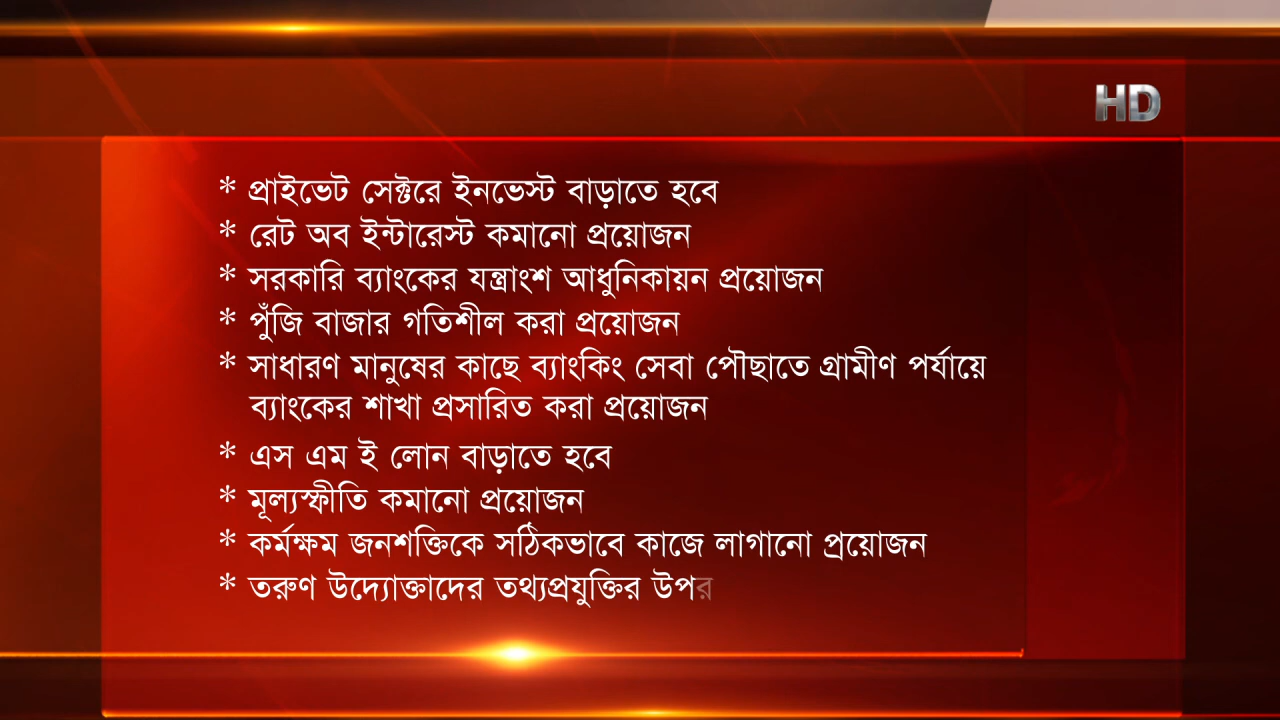 HD
* প্রাইভেট সেক্টরে ইনভেস্ট বাড়াতে হবে
* রেট অব ইন্টারেস্ট কমানো প্রয়োজন
* সরকারি ব্যাংকের যন্ত্রাংশ আধুনিকায়ন প্রয়োজন
* পুঁজি বাজার গতিশীল করা প্রয়োজন
* সাধারণ মানুষের কাছে ব্যাংকিং সেবা পৌছাতে গ্রামীণ পর্যায়ে
ব্যাংকের শাখা প্রসারিত করা প্রয়োজন
* এস এম ই লোন বাড়াতে হবে
* মূল্যস্ফীতি কমানো প্রয়োজন
* কর্মক্ষম জনশক্তিকে সঠিকভাবে কাজে লাগানো প্রয়োজন
* তরুণ উদ্যোক্তাদের তথ্যপ্রযুক্তির উপর